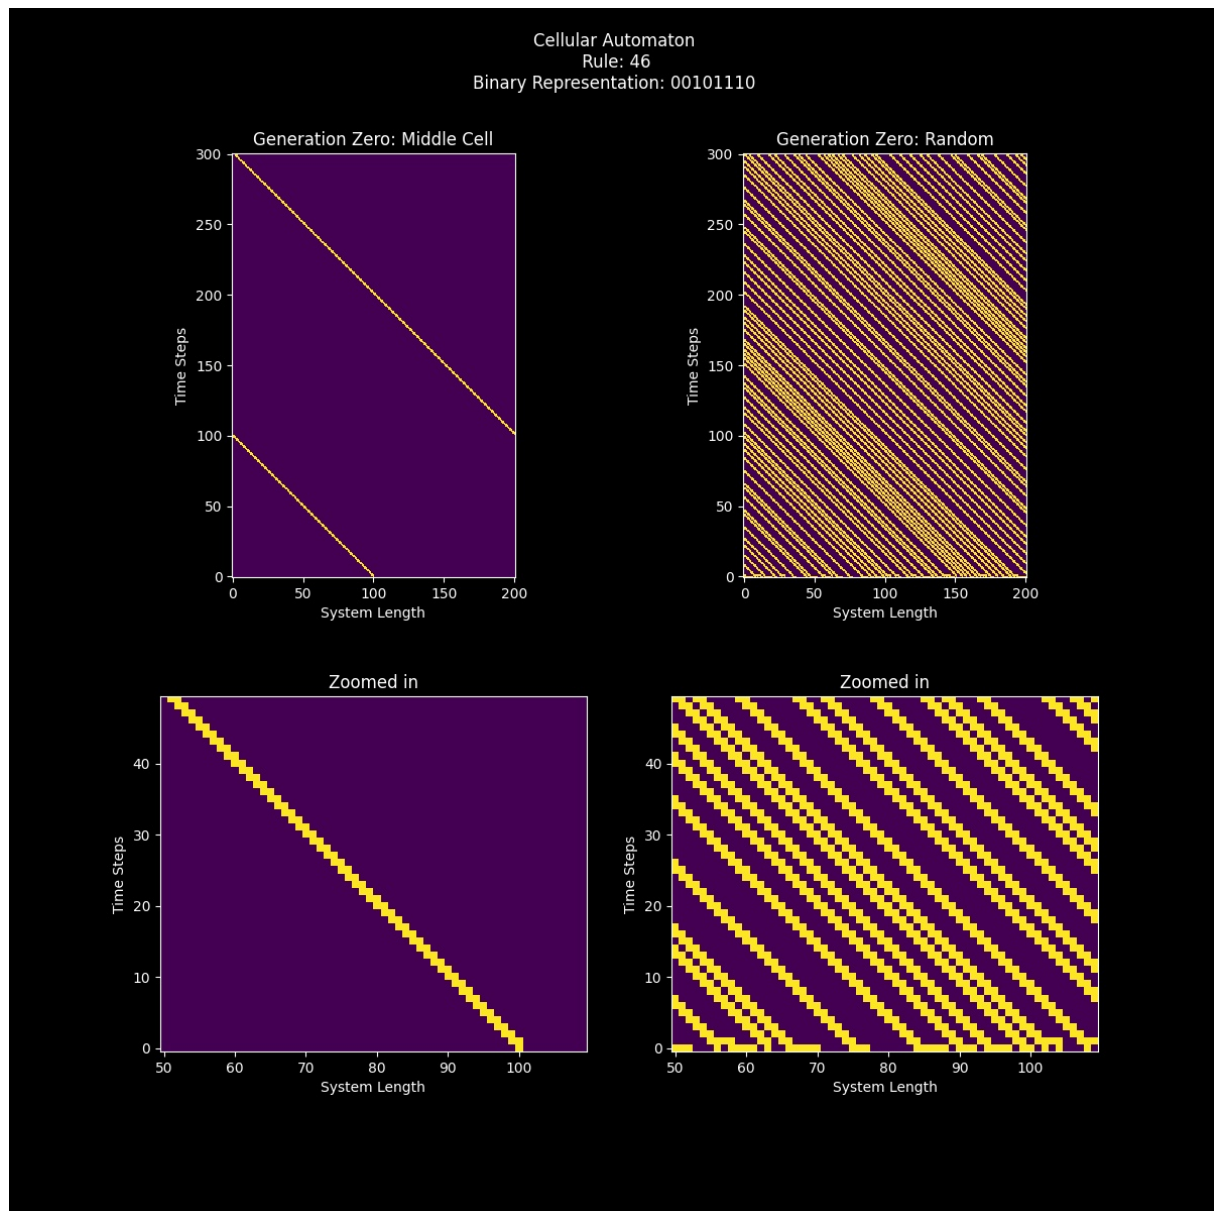 Cellular Automaton
Rule: 46
Binary Representation: 00101110
Generation Zero: Middle Cell
300
250
200
150
100
50
0
Time Steps
0 50 100 150 200
System Length
Generation Zero: Random
300
250
200
150
100
50
0
Time Steps
0 50 100 150 200
System Length
Zoomed in
40
30
20
10
0
Time Steps
50 60 70 80 90 100
System Length
Zoomed in
40
30
20
10
0
Time Steps
50 60 70 80 90 100
System Length